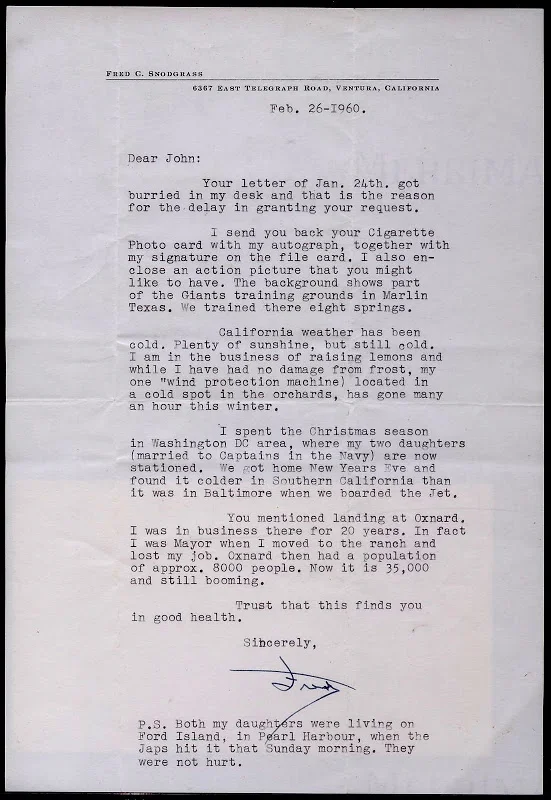 FRED C. SNODGRASS
6367 EAST TELEGRAPH ROAD, VENTURA, CALIFORNIA
Feb. 26-1960.
Dear John:
Your letter of Jan. 24th. got
burried in my desk and that is the reason
for the delay in granting your request.
I send you back your Cigarette
Photo card with my autograph, together with
my signature on the file card. I also en-
close an action picture that you might
like to have. The background shows part
of the Giants training grounds in Marlin
Texas. We trained there eight springs.
California weather has been
cold. Plenty of sunshine, but still cold.
I am in the business of raising lemons and
while I have had no damage from frost, my
one "wind protection machine) located in
a cold spot in the orchards, has gone many
an hour this winter.
I spent the Christmas season
in Washington DC area, where my two daughters
(married to Captains in the Navy) are now
stationed. We got home New Years Eve and
found it colder in Southern California than
it was in Baltimore when we boarded the Jet.
You mentioned landing at Oxnard.
I was in business there for 20 years. In fact
I was Mayor when I moved to the ranch and
lost my job. Oxnard then had a population
of approx. 8000 people. Now it is 35,000
and still booming.
Trust that this finds you
in good health.
Sincerely,
Fred
P.S. Both my daughters were living on
Ford Island, in Pearl Harbour, when the
Japs hit it that Sunday morning. They
were not hurt.